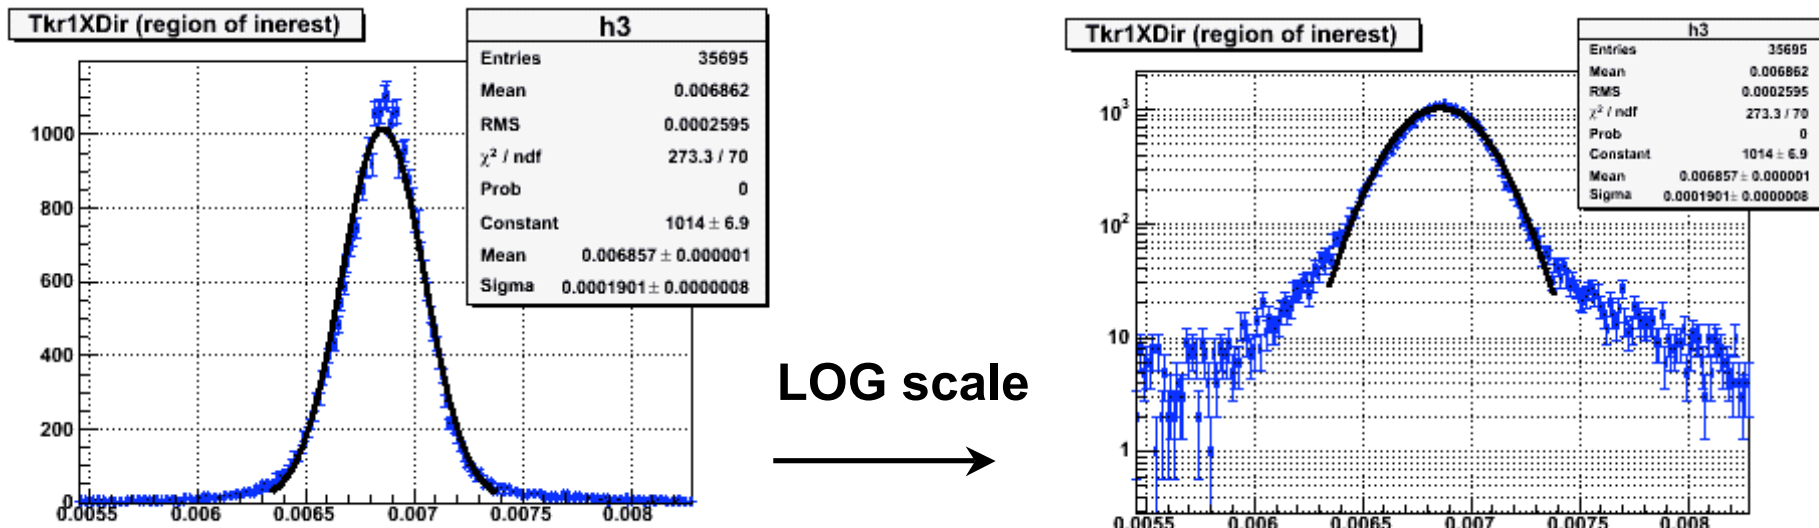 Tkr1XDir (region of inerest)
h3
Entries 35695
Mean 0.006862
RMS 0.0002595
χ² / ndf 273.3 / 70
Prob 0
Constant 1014 ± 6.9
Mean 0.006857 ± 0.000001
Sigma 0.0001901 ± 0.0000008
1000
800
600
400
200
0
0.0055 0.006 0.0065 0.007 0.0075 0.008
LOG scale
Tkr1XDir (region of inerest)
h3
Entries 35695
Mean 0.006862
RMS 0.0002595
χ² / ndf 273.3 / 70
Prob 0
Constant 1014 ± 6.9
Mean 0.006857 ± 0.000001
Sigma 0.0001901 ± 0.0000008
10³
10²
10
1
0.0055 0.006 0.0065 0.007 0.0075 0.008